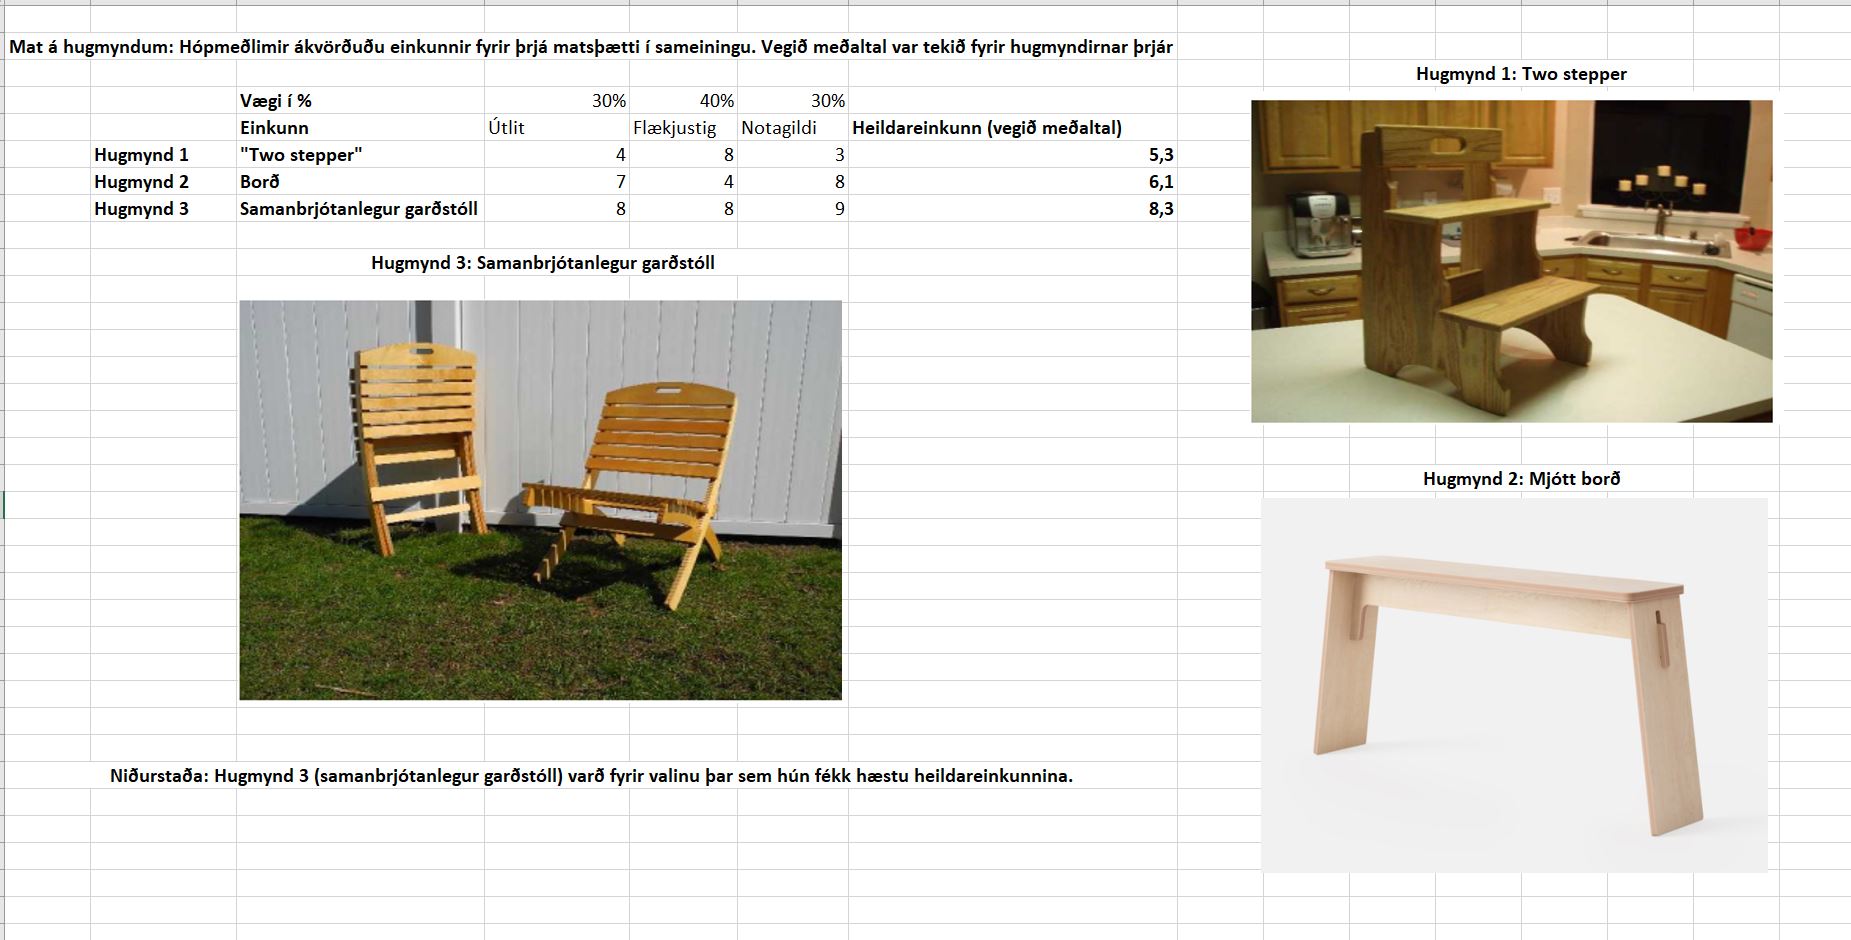 Mat á hugmyndum: Hópmeðlimir ákvörðuðu einkunnir fyrir þrjá matsþætti í sameiningu. Vegið meðaltal var tekið fyrir hugmyndirnar þrjár
Hugmynd 1: Two stepper
Vægi í % 30% 40% 30%
Einkunn Útlit Flækjustig Notagildi Heildareinkunn (vegið meðaltal)
Hugmynd 1 "Two stepper" 4 8 3 5,3
Hugmynd 2 Borð 7 4 8 6,1
Hugmynd 3 Samanbrjótanlegur garðstóll 8 8 9 8,3
Hugmynd 3: Samanbrjótanlegur garðstóll
Hugmynd 2: Mjótt borð
Niðurstaða: Hugmynd 3 (samanbrjótanlegur garðstóll) varð fyrir valinu þar sem hún fékk hæstu heildareinkunnina.